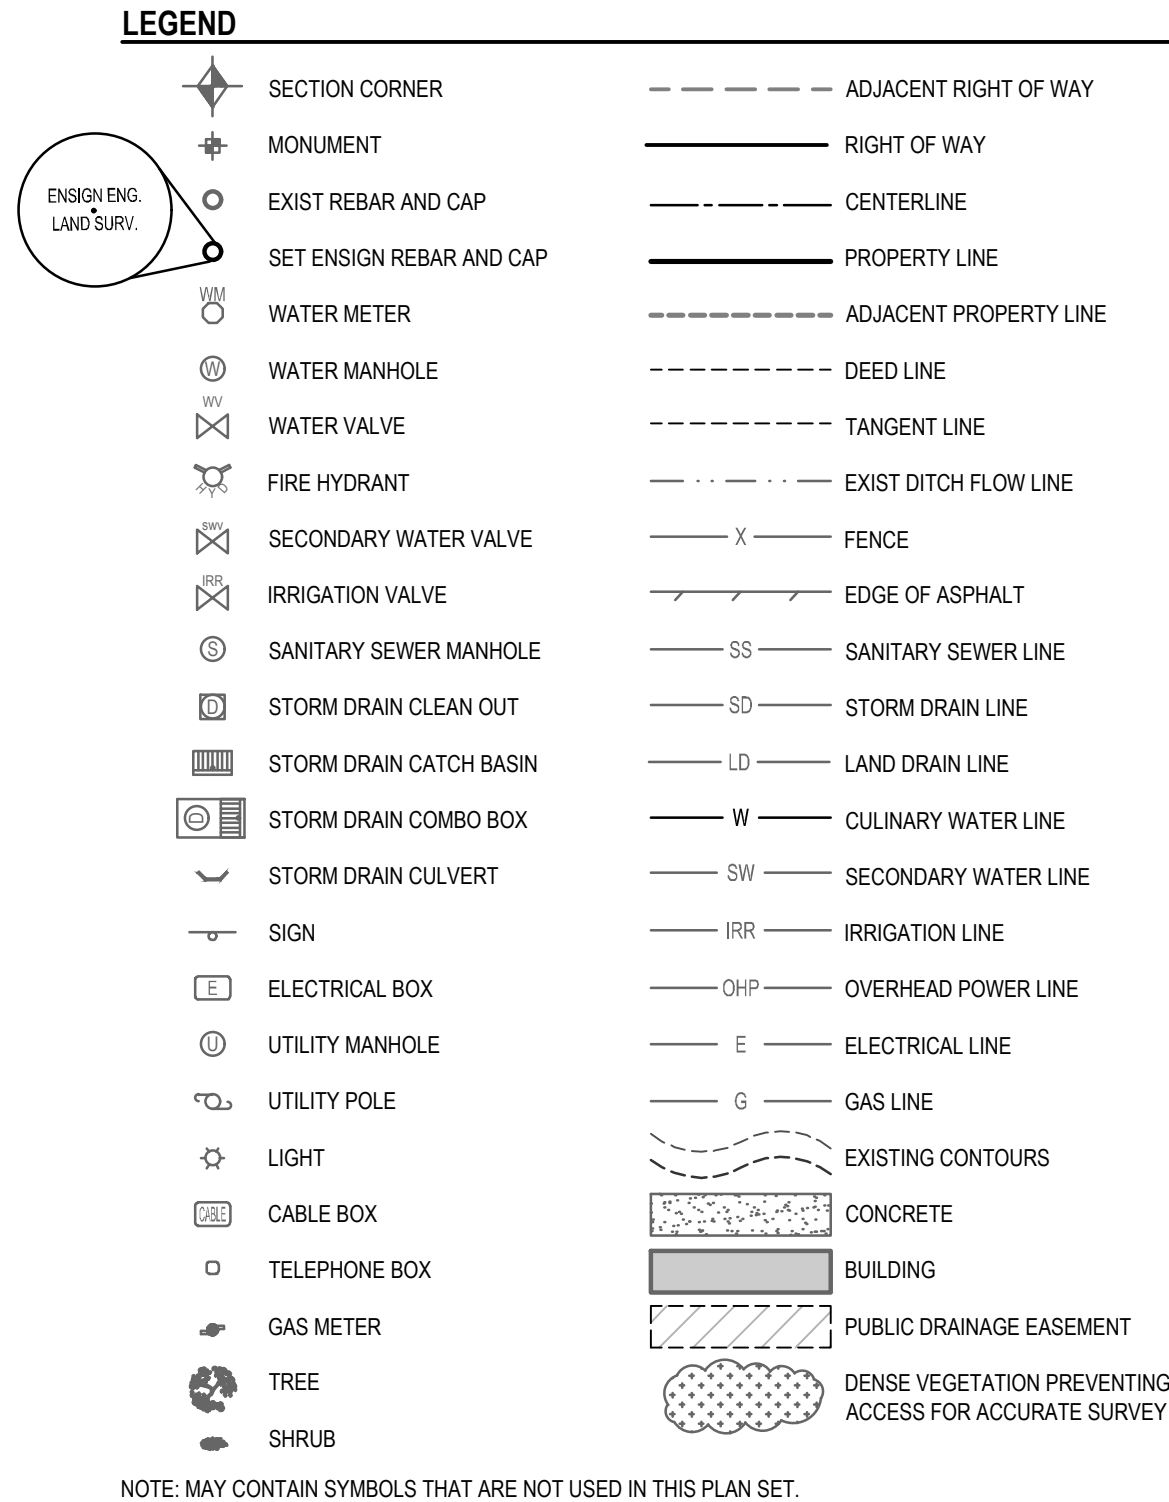 LEGEND
SECTION CORNER
MONUMENT
EXIST REBAR AND CAP
ENSIGN ENG.
LAND SURV.
SET ENSIGN REBAR AND CAP
WM
WATER METER
W
WATER MANHOLE
WV
WATER VALVE
HYD
FIRE HYDRANT
SWV
SECONDARY WATER VALVE
IRR
IRRIGATION VALVE
S
SANITARY SEWER MANHOLE
D
STORM DRAIN CLEAN OUT
STORM DRAIN CATCH BASIN
D
STORM DRAIN COMBO BOX
STORM DRAIN CULVERT
SIGN
E
ELECTRICAL BOX
U
UTILITY MANHOLE
UTILITY POLE
LIGHT
CABLE
CABLE BOX
TELEPHONE BOX
GAS METER
TREE
SHRUB
ADJACENT RIGHT OF WAY
RIGHT OF WAY
CENTERLINE
PROPERTY LINE
ADJACENT PROPERTY LINE
DEED LINE
TANGENT LINE
EXIST DITCH FLOW LINE
X FENCE
EDGE OF ASPHALT
SS SANITARY SEWER LINE
SD STORM DRAIN LINE
LD LAND DRAIN LINE
W CULINARY WATER LINE
SW SECONDARY WATER LINE
IRR IRRIGATION LINE
OHP OVERHEAD POWER LINE
E ELECTRICAL LINE
G GAS LINE
EXISTING CONTOURS
CONCRETE
BUILDING
PUBLIC DRAINAGE EASEMENT
DENSE VEGETATION PREVENTING
ACCESS FOR ACCURATE SURVEY
NOTE: MAY CONTAIN SYMBOLS THAT ARE NOT USED IN THIS PLAN SET.